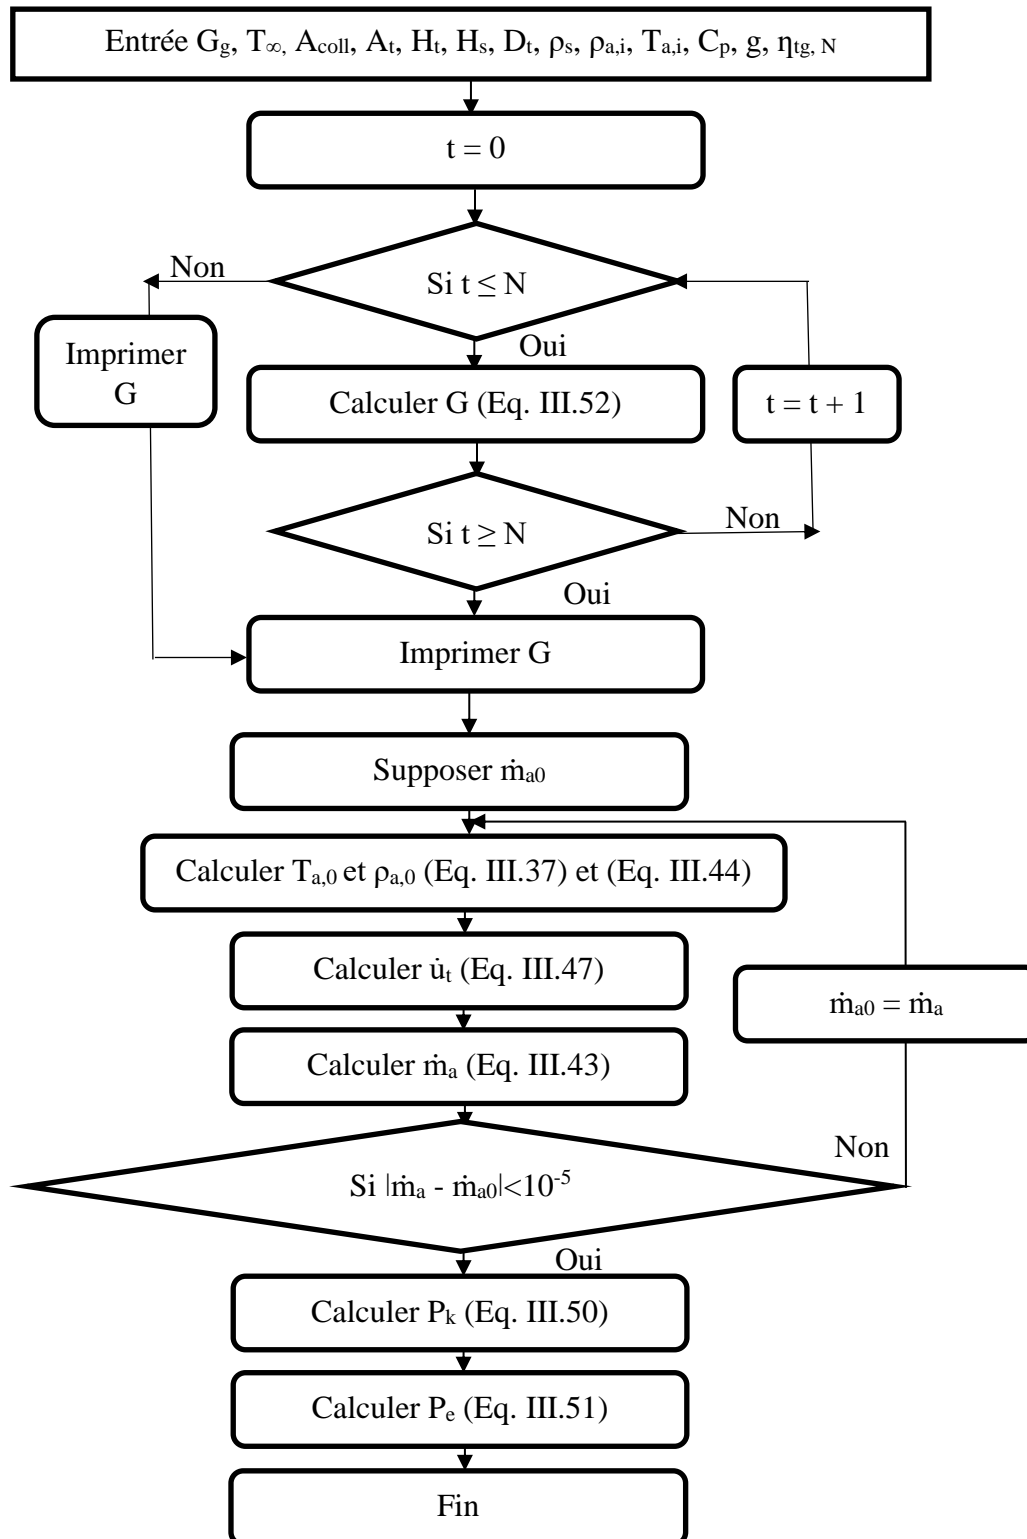 Entrée Gg, T∞, Acoll, At, Ht, Hs, Dt, ρs, ρa,i, Ta,i, Cp, g, ηtg, N
t = 0
Non
Si t ≤ N
Imprimer
G
Oui
Calculer G (Eq. III.52)
t = t + 1
Si t ≥ N
Non
Oui
Imprimer G
Supposer ṁa0
Calculer Ta,0 et ρa,0 (Eq. III.37) et (Eq. III.44)
Calculer u̇t (Eq. III.47)
ṁa0 = ṁa
Calculer ṁa (Eq. III.43)
Non
Si |ṁa - ṁa0|<10-5
Oui
Calculer Pk (Eq. III.50)
Calculer Pe (Eq. III.51)
Fin